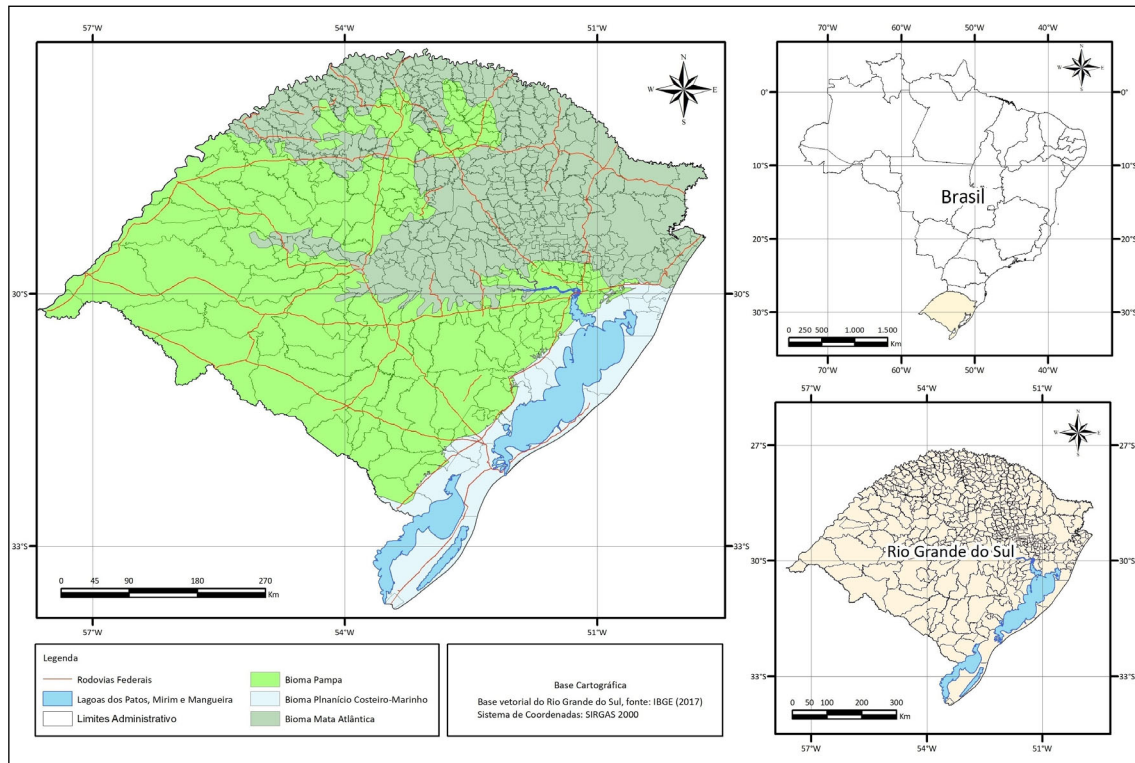 57°W 54°W 51°W
N
W E
S
30°S 30°S
33°S 33°S
0 45 90 180 270
Km
57°W 54°W 51°W
70°W 60°W 50°W 40°W
N
W E
S
0° 0°
10°S 10°S
Brasil
20°S 20°S
30°S 30°S
0 250 500 1.000 1.500
Km
70°W 60°W 50°W 40°W
57°W 54°W 51°W
N
W E
S
27°S 27°S
Rio Grande do Sul
30°S 30°S
33°S 33°S
0 50 100 200 300
Km
57°W 54°W 51°W
Legenda
Rodovias Federais
Lagoas dos Patos, Mirim e Mangueira
Limites Administrativo
Bioma Pampa
Bioma Plnanício Costeiro-Marinho
Bioma Mata Atlântica
Base Cartográfica
Base vetorial do Rio Grande do Sul, fonte: IBGE (2017)
Sistema de Coordenadas: SIRGAS 2000